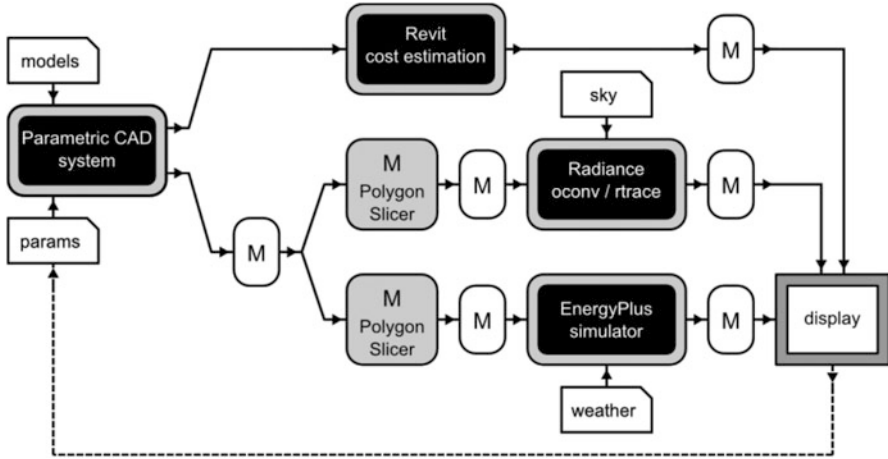 Revit
cost estimation
M
models
sky
Parametric CAD
system
M
Polygon
Slicer
M
Radiance
oconv / rtrace
M
params
M
M
Polygon
Slicer
M
EnergyPlus
simulator
M
display
weather